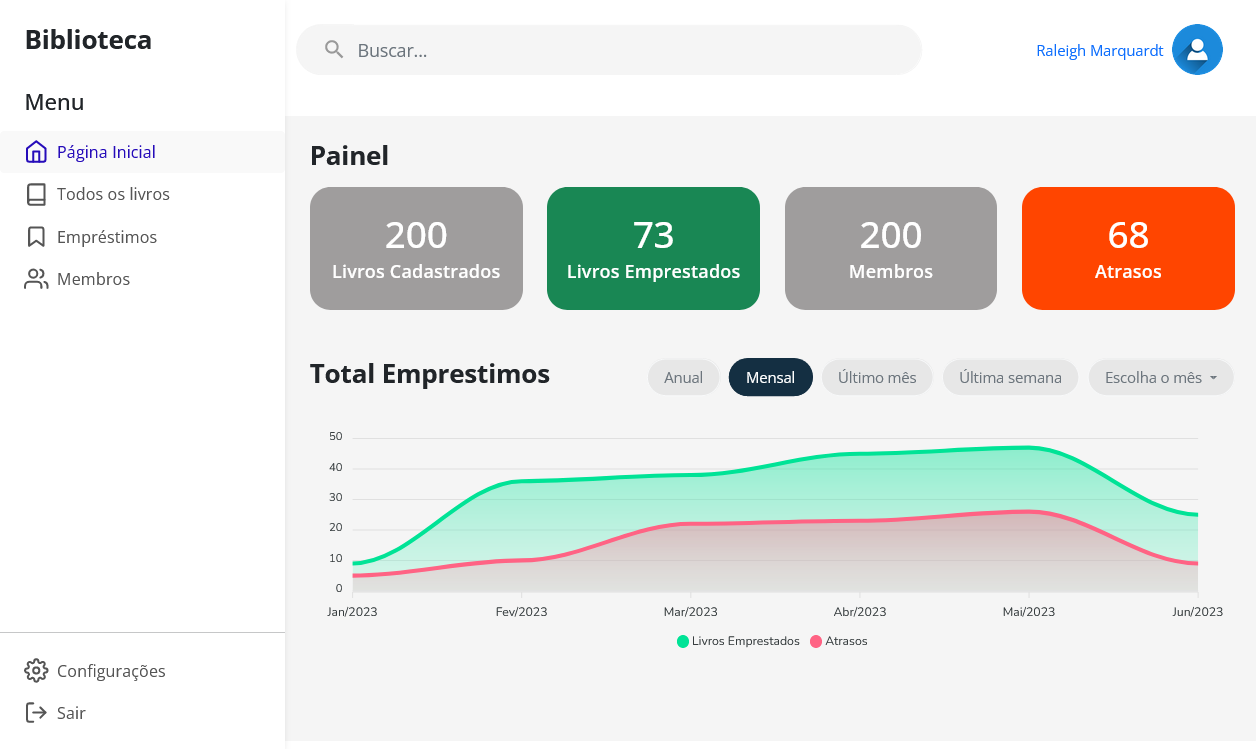 Biblioteca
Menu
Página Inicial
Todos os livros
Empréstimos
Membros
Configurações
Sair
Buscar...
Raleigh Marquardt
Painel
200
Livros Cadastrados
73
Livros Emprestados
200
Membros
68
Atrasos
Total Emprestimos
Anual
Mensal
Último mês
Última semana
Escolha o mês
50
40
30
20
10
0
Jan/2023
Fev/2023
Mar/2023
Abr/2023
Mai/2023
Jun/2023
Livros Emprestados
Atrasos